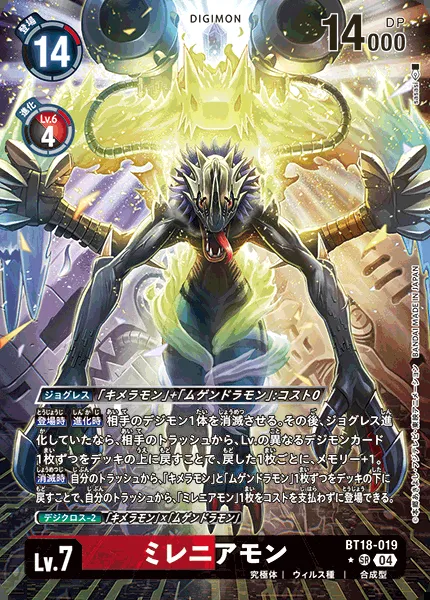 登場
14
DIGIMON
14000
DP
進化
Lv.6
4
BANDAI MADE IN JAPAN
ジョグレス 「キメラモン」+「ムゲンドラモン」:コスト0
登場時 進化時 相手のデジモン1体を消滅させる。その後、ジョグレス進
化していたなら、相手のトラッシュから、Lv.の異なるデジモンカード
1枚ずつをデッキの上に戻すことで、戻した1枚ごとに、メモリー+1。
消滅時 自分のトラッシュから、「キメラモン」と「ムゲンドラモン」1枚ずつをデッキの下に
戻すことで、自分のトラッシュから、「ミレニアモン」1枚をコストを支払わずに登場できる。
デジクロス-2 「キメラモン」×「ムゲンドラモン」
Lv.7
ミレニアモン
BT18-019
SR 04
究極体 | ウィルス種 | 合成型